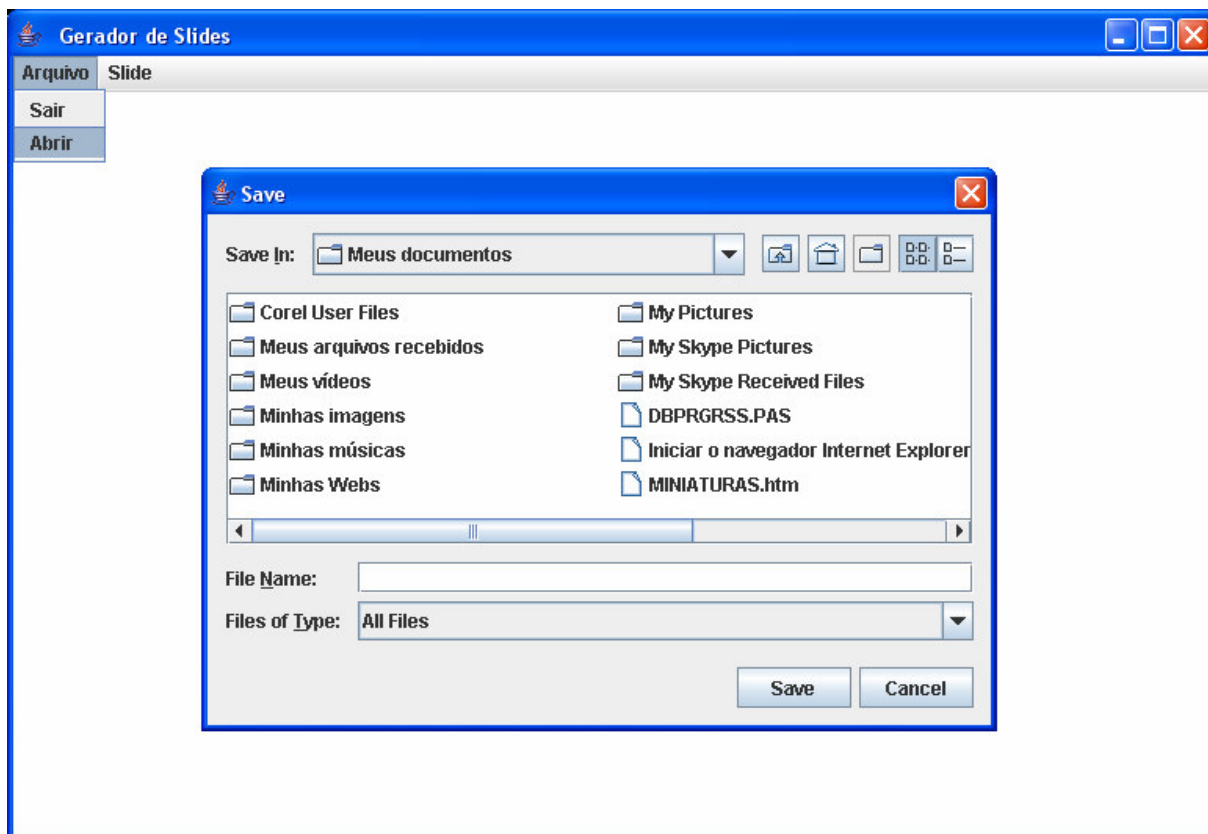 Gerador de Slides
Arquivo Slide
Sair
Abrir
Save
Save In: Meus documentos
Corel User Files
Meus arquivos recebidos
Meus vídeos
Minhas imagens
Minhas músicas
Minhas Webs
My Pictures
My Skype Pictures
My Skype Received Files
DBPRGRSS.PAS
Iniciar o navegador Internet Explorer
MINIATURAS.htm
File Name:
Files of Type: All Files
Save Cancel